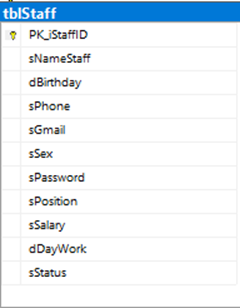 tblStaff
PK_iStaffID
sNameStaff
dBirthday
sPhone
sGmail
sSex
sPassword
sPosition
sSalary
dDayWork
sStatus